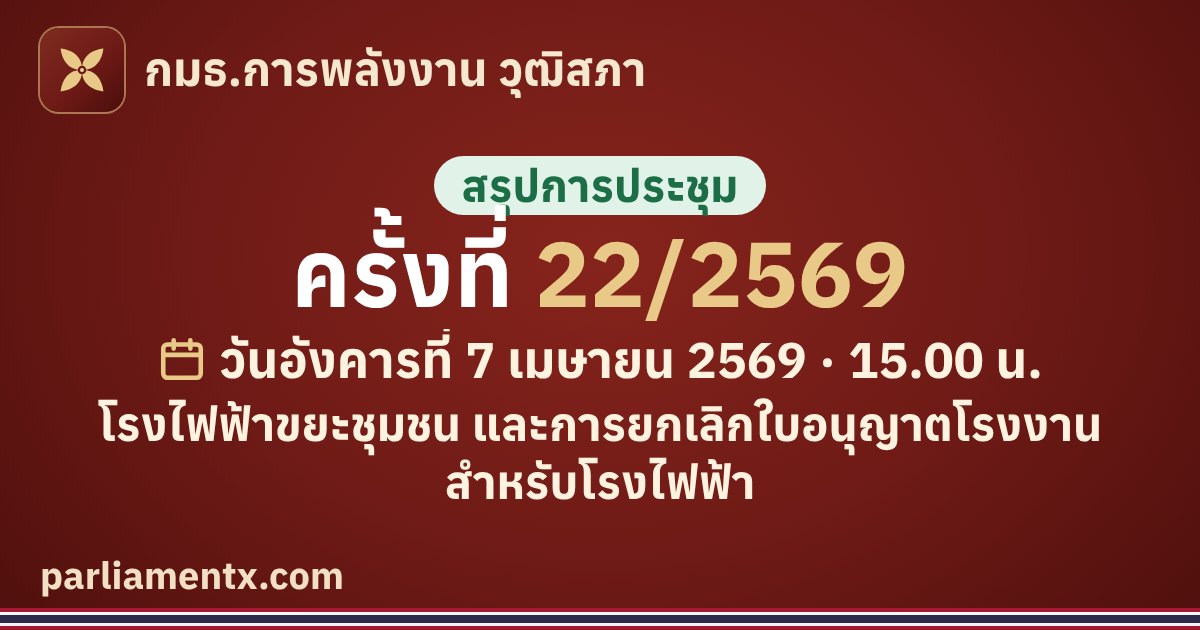 กมธ.การพลังงาน วุฒิสภา
สรุปการประชุม
ครั้งที่ 22/2569
วันอังคารที่ 7 เมษายน 2569 · 15.00 น.
โรงไฟฟ้าขยะชุมชน และการยกเลิกใบอนุญาตโรงงาน
สำหรับโรงไฟฟ้า
parliamentx.com